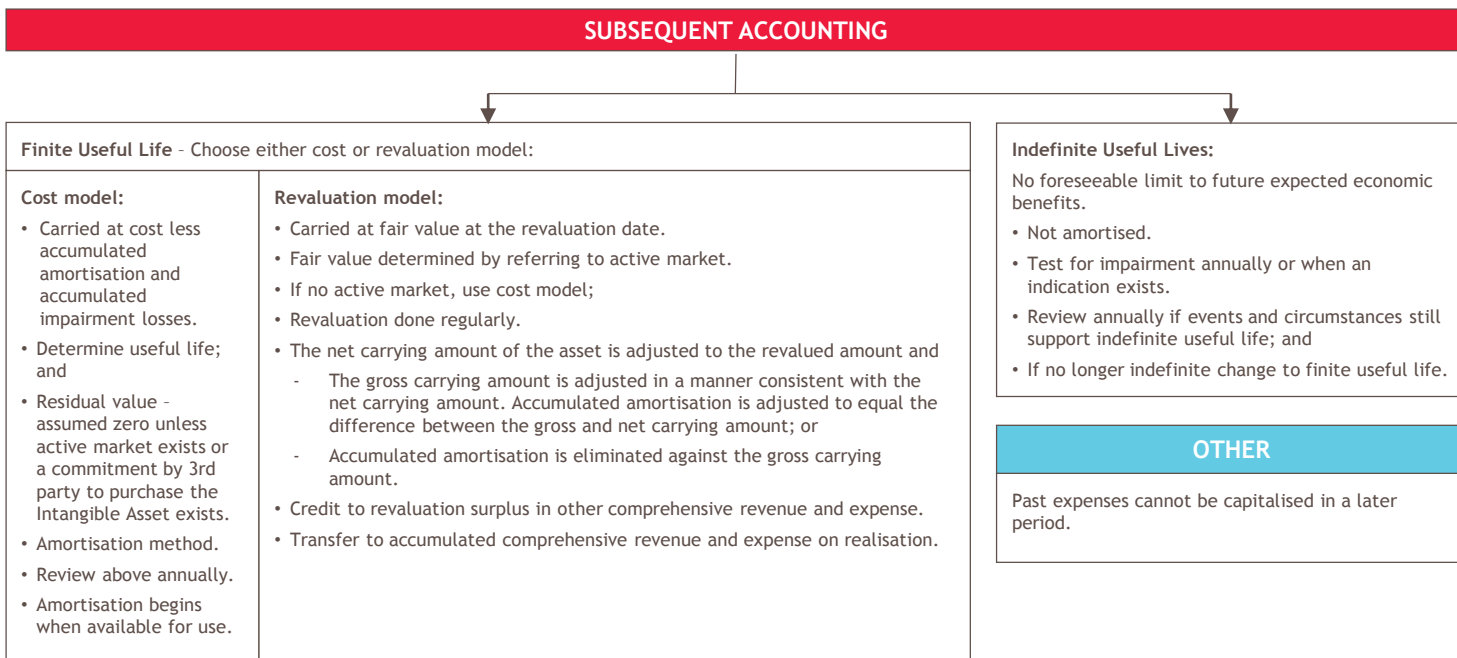 SUBSEQUENT ACCOUNTING
Finite Useful Life – Choose either cost or revaluation model:
Cost model:
• Carried at cost less
accumulated
amortisation and
accumulated
impairment losses.
• Determine useful life;
and
• Residual value –
assumed zero unless
active market exists or
a commitment by 3rd
party to purchase the
Intangible Asset exists.
• Amortisation method.
• Review above annually.
• Amortisation begins
when available for use.
Revaluation model:
• Carried at fair value at the revaluation date.
• Fair value determined by referring to active market.
• If no active market, use cost model;
• Revaluation done regularly.
• The net carrying amount of the asset is adjusted to the revalued amount and
- The gross carrying amount is adjusted in a manner consistent with the
net carrying amount. Accumulated amortisation is adjusted to equal the
difference between the gross and net carrying amount; or
- Accumulated amortisation is eliminated against the gross carrying
amount.
• Credit to revaluation surplus in other comprehensive revenue and expense.
• Transfer to accumulated comprehensive revenue and expense on realisation.
Indefinite Useful Lives:
No foreseeable limit to future expected economic
benefits.
• Not amortised.
• Test for impairment annually or when an
indication exists.
• Review annually if events and circumstances still
support indefinite useful life; and
• If no longer indefinite change to finite useful life.
OTHER
Past expenses cannot be capitalised in a later
period.